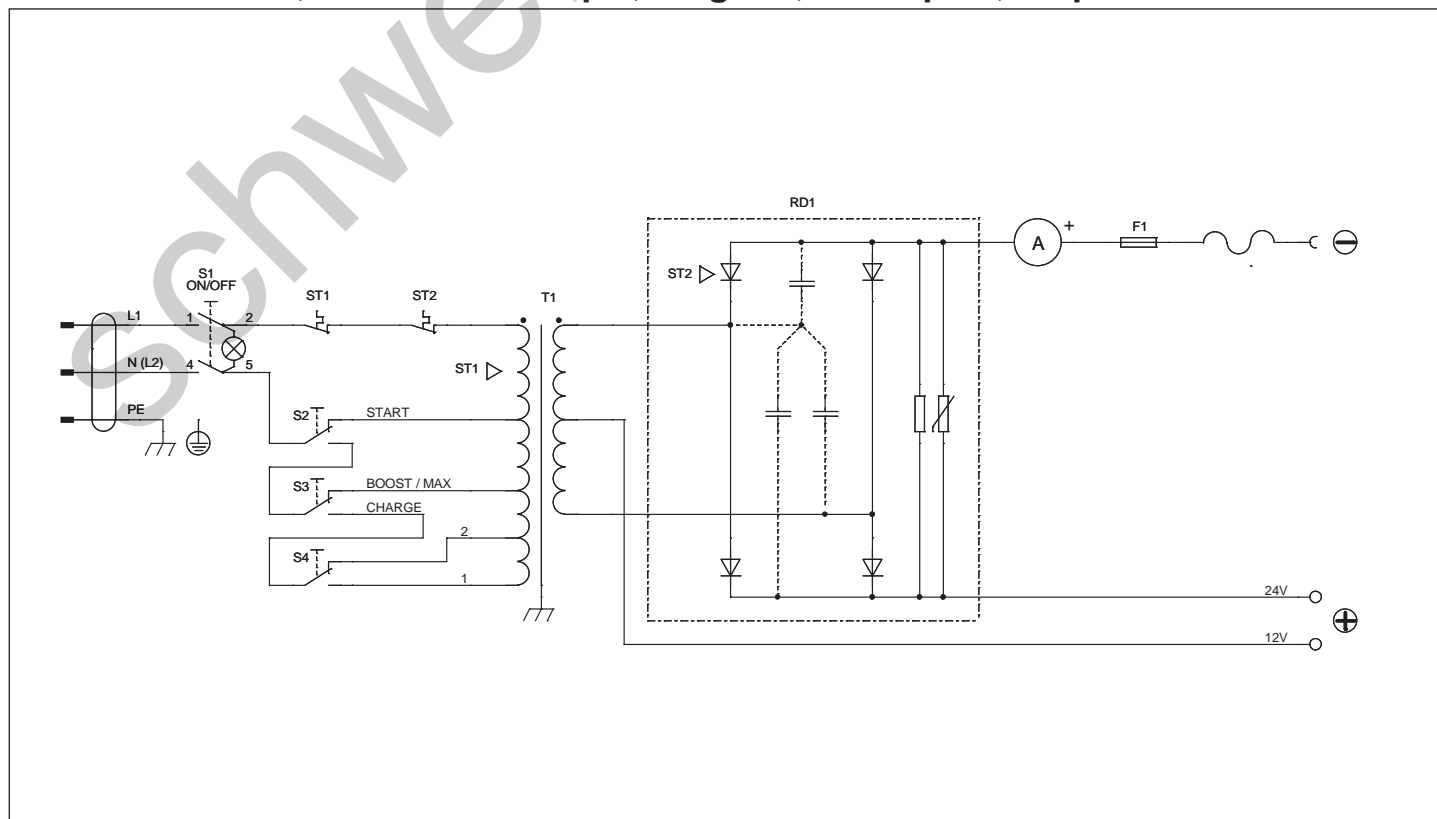 schwe
RD1
A
+
F1
ST2
S1
ON/OFF
ST1
ST2
T1
L1
1
2
N (L2)
4
5
ST1
PE
S2
START
S3
BOOST / MAX
CHARGE
S4
2
1
24V
12V